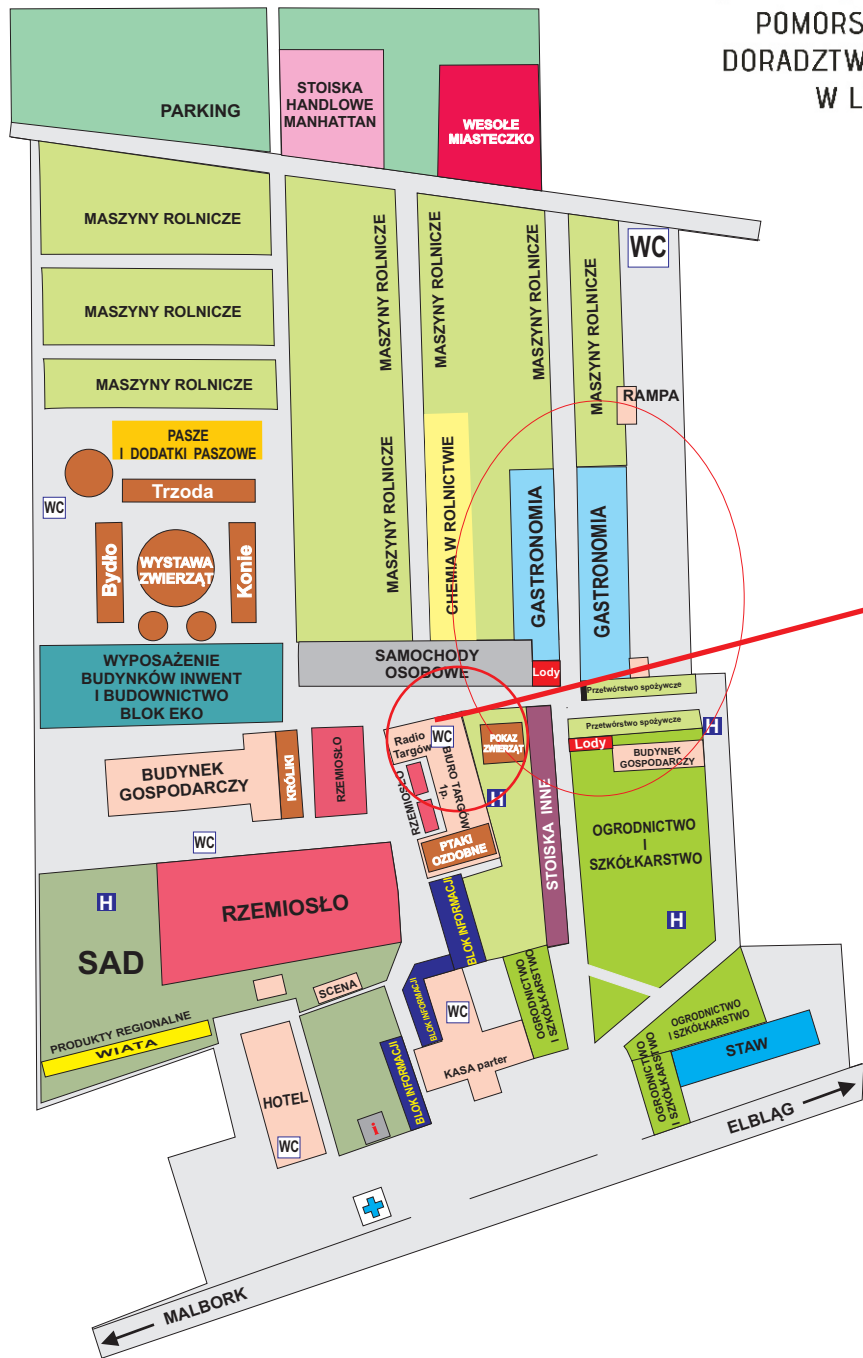 POMORS
DORADZTW
W L
PARKING
STOISKA
HANDLOWE
MANHATTAN
WESOŁE
MIASTECZKO
MASZYNY ROLNICZE
MASZYNY ROLNICZE
MASZYNY ROLNICZE
MASZYNY ROLNICZE
MASZYNY ROLNICZE
MASZYNY ROLNICZE
MASZYNY ROLNICZE
WC
RAMPA
PASZE
I DODATKI PASZOWE
Trzoda
WC
Bydło
WYSTAWA
ZWIERZĄT
Konie
MASZYNY ROLNICZE
CHEMIA W ROLNICTWIE
GASTRONOMIA
GASTRONOMIA
WYPOSAŻENIE
BUDYNKÓW INWENT
I BUDOWNICTWO
BLOK EKO
SAMOCHODY
OSOBOWE
Lody
Przetwórstwo spożywcze
Przetwórstwo spożywcze
H
Lody
BUDYNEK
GOSPODARCZY
BUDYNEK
GOSPODARCZY
KRÓLIKI
RZEMIOSŁO
Radio
Targów
WC
BIURO TARGÓW
1p.
RZEMIOSŁO
POKAZ
ZWIERZĄT
H
PTAKI
OZDOBNE
STOISKA INNE
OGRODNICTWO
I
SZKÓŁKARSTWO
H
WC
H
RZEMIOSŁO
SAD
BLOK INFORMACJI
BLOK INFORMACJI
BLOK INFORMACJI
WC
KASA parter
OGRODNICTWO
I SZKÓŁKARSTWO
SCENA
PRODUKTY REGIONALNE
WIATA
HOTEL
WC
i
OGRODNICTWO
I SZKÓŁKARSTWO
OGRODNICTWO
I SZKÓŁKARSTWO
STAW
ELBLĄG
MALBORK